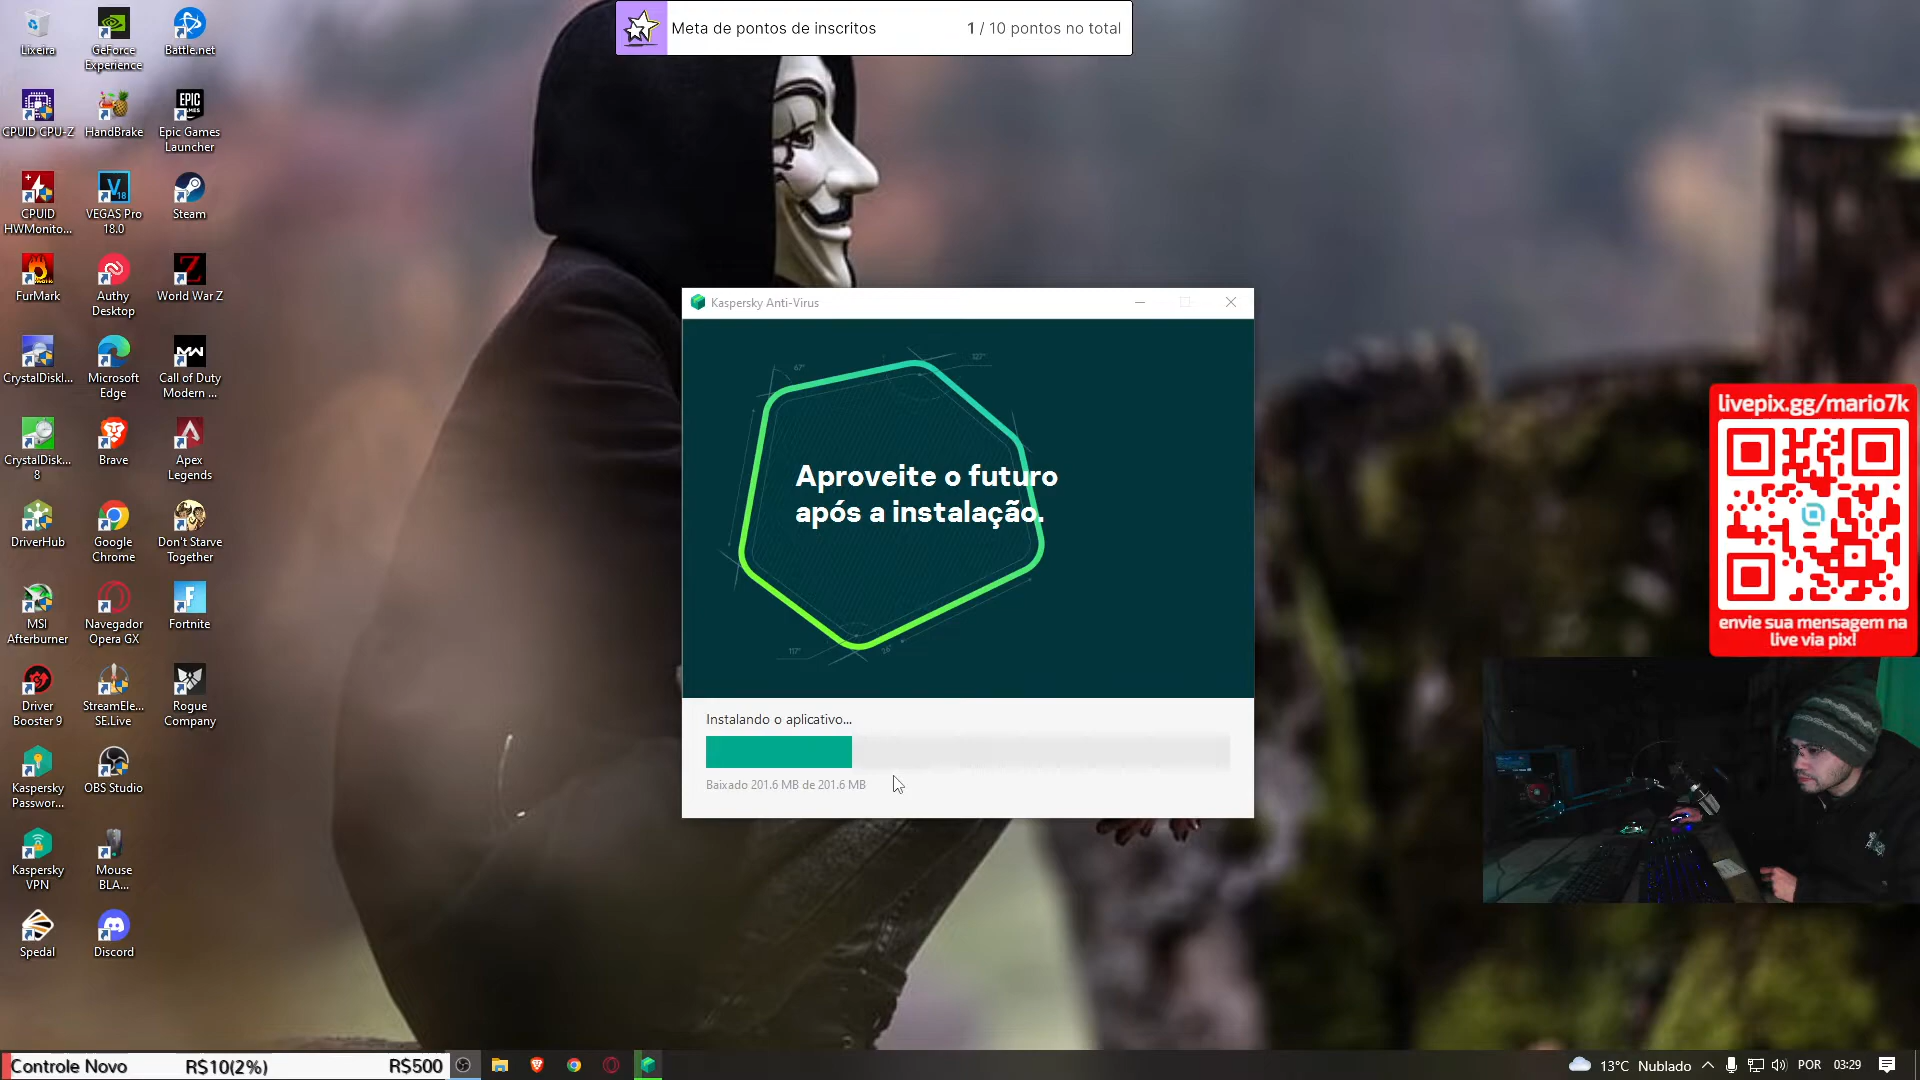 Meta de pontos de inscritos
1 / 10 pontos no total
Lixeira
GeForce
Experience
Battle.net
CPUID CPU-Z
HandBrake
EPIC
GAMES
Epic Games
Launcher
CPUID
HWMonito...
VEGAS Pro
18.0
Steam
FurMark
Authy
Desktop
World War Z
CrystalDiskI...
Microsoft
Edge
Call of Duty
Modern ...
CrystalDisk...
8
Brave
Apex
Legends
DriverHub
Google
Chrome
Don't Starve
Together
MSI
Afterburner
Navegador
Opera GX
Fortnite
Driver
Booster 9
StreamEle...
SE.Live
Rogue
Company
Kaspersky
Passwor...
OBS Studio
Kaspersky
VPN
Mouse
BLA...
Spedal
Discord
Kaspersky Anti-Virus
67°
127°
Aproveite o futuro
após a instalação.
117°
Instalando o aplicativo...
Baixado 201.6 MB de 201.6 MB
livepix.gg/mario7k
envie sua mensagem na
live via pix!
Controle Novo
R$10(2%)
R$500
13°C Nublado
POR
03:29